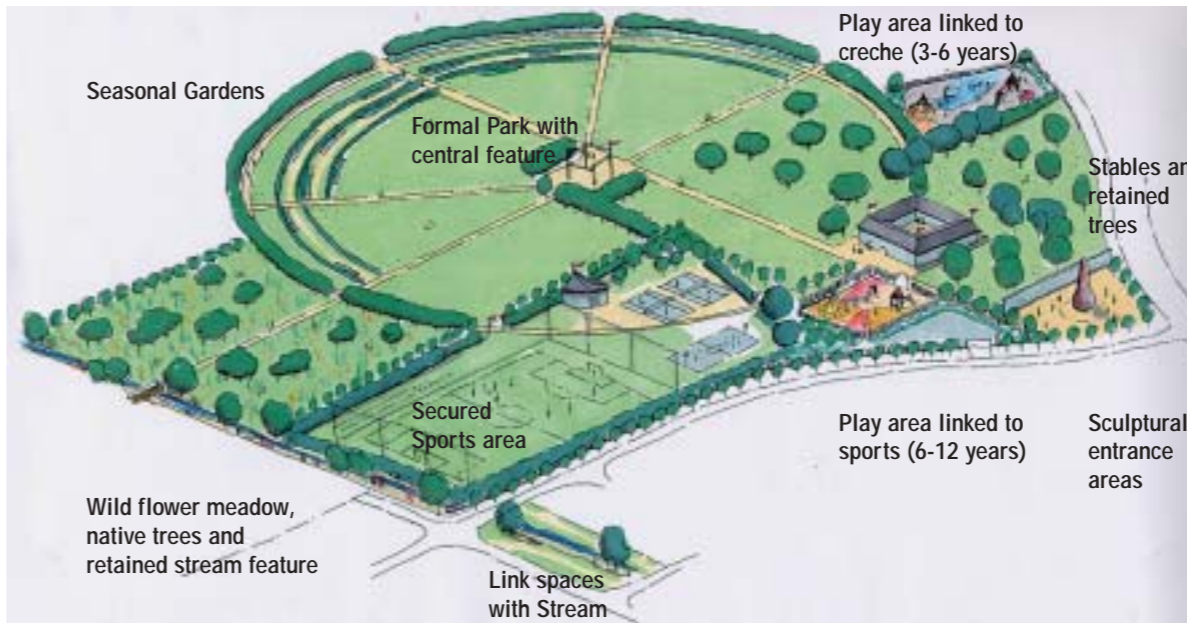 Play area linked to
creche (3-6 years)
Seasonal Gardens
Formal Park with
central feature
Stables an
retained
trees
Secured
Sports area
Play area linked to
sports (6-12 years)
Sculptural
entrance
areas
Wild flower meadow,
native trees and
retained stream feature
Link spaces
with Stream